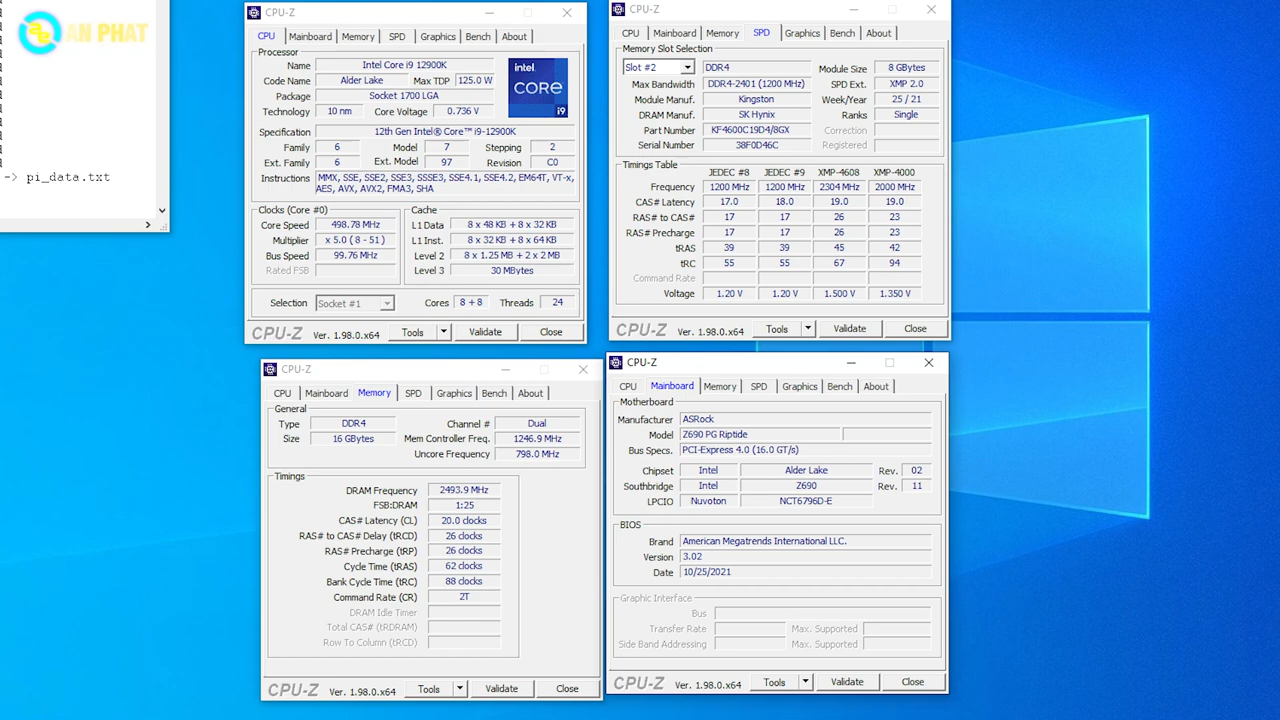 AN PHAT
-> pi_data.txt
CPU-Z
CPU Mainboard Memory SPD Graphics Bench About
Processor
Name Intel Core i9 12900K
Code Name Alder Lake Max TDP 125.0 W
Package Socket 1700 LGA
Technology 10 nm Core Voltage 0.736 V
intel.
CORE
i9
Specification 12th Gen Intel® Core™ i9-12900K
Family 6 Model 7 Stepping 2
Ext. Family 6 Ext. Model 97 Revision C0
Instructions MMX, SSE, SSE2, SSE3, SSSE3, SSE4.1, SSE4.2, EM64T, VT-x,
AES, AVX, AVX2, FMA3, SHA
Clocks (Core #0)
Core Speed 498.78 MHz
Multiplier x 5.0 ( 8 - 51 )
Bus Speed 99.76 MHz
Rated FSB
Cache
L1 Data 8 x 48 KB + 8 x 32 KB
L1 Inst. 8 x 32 KB + 8 x 64 KB
Level 2 8 x 1.25 MB + 2 x 2 MB
Level 3 30 MBytes
Selection Socket #1 Cores 8 + 8 Threads 24
CPU-Z Ver. 1.98.0.x64 Tools Validate Close
CPU-Z
CPU Mainboard Memory SPD Graphics Bench About
Memory Slot Selection
Slot #2 DDR4 Module Size 8 GBytes
Max Bandwidth DDR4-2401 (1200 MHz) SPD Ext. XMP 2.0
Module Manuf. Kingston Week/Year 25 / 21
DRAM Manuf. SK Hynix Ranks Single
Part Number KF4600C19D4/8GX Correction
Serial Number 38F0D46C Registered
Timings Table
JEDEC #8 JEDEC #9 XMP-4608 XMP-4000
Frequency 1200 MHz 1200 MHz 2304 MHz 2000 MHz
CAS# Latency 17.0 18.0 19.0 19.0
RAS# to CAS# 17 17 26 23
RAS# Precharge 17 17 26 23
tRAS 39 39 45 42
tRC 55 55 67 94
Command Rate
Voltage 1.20 V 1.20 V 1.500 V 1.350 V
CPU-Z Ver. 1.98.0.x64 Tools Validate Close
CPU-Z
CPU Mainboard Memory SPD Graphics Bench About
General
Type DDR4 Channel # Dual
Size 16 GBytes Mem Controller Freq. 1246.9 MHz
Uncore Frequency 798.0 MHz
Timings
DRAM Frequency 2493.9 MHz
FSB:DRAM 1:25
CAS# Latency (CL) 20.0 clocks
RAS# to CAS# Delay (tRCD) 26 clocks
RAS# Precharge (tRP) 26 clocks
Cycle Time (tRAS) 62 clocks
Bank Cycle Time (tRC) 88 clocks
Command Rate (CR) 2T
DRAM Idle Timer
Total CAS# (tRDRAM)
Row To Column (tRCD)
CPU-Z Ver. 1.98.0.x64 Tools Validate Close
CPU-Z
CPU Mainboard Memory SPD Graphics Bench About
Motherboard
Manufacturer ASRock
Model Z690 PG Riptide
Bus Specs. PCI-Express 4.0 (16.0 GT/s)
Chipset Intel Alder Lake Rev. 02
Southbridge Intel Z690 Rev. 11
LPCIO Nuvoton NCT6796D-E
BIOS
Brand American Megatrends International LLC.
Version 3.02
Date 10/25/2021
Graphic Interface
Bus
Transfer Rate Max. Supported
Side Band Addressing Max. Supported
CPU-Z Ver. 1.98.0.x64 Tools Validate Close